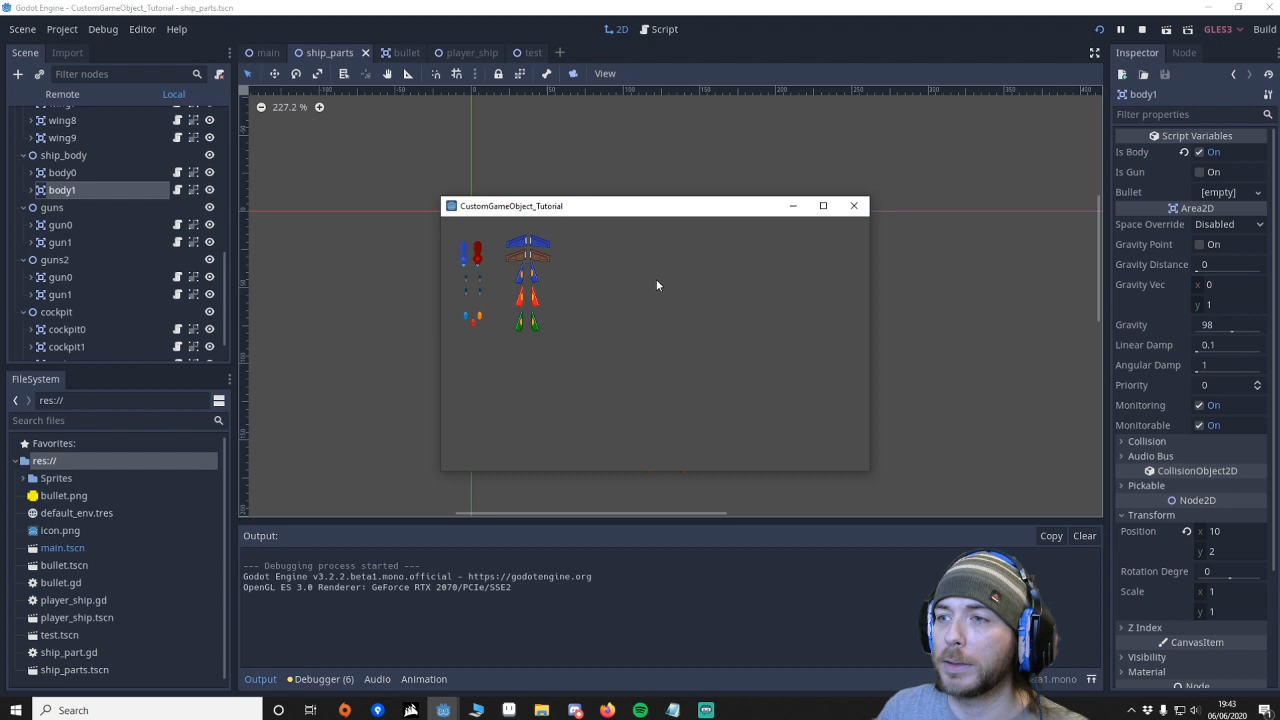 Godot Engine - CustomGameObject_Tutorial - ship_parts.tscn
Scene Project Debug Editor Help
2D Script
GLES3 Build
Scene Import
main ship_parts bullet player_ship test
Inspector Node
Filter nodes
View
Remote Local
body1
227.2 %
Filter properties
wing8
wing9
ship_body
body0
body1
guns
gun0
gun1
guns2
gun0
gun1
cockpit
cockpit0
cockpit1
CustomGameObject_Tutorial
Script Variables
Is Body On
Is Gun On
Bullet [empty]
Area2D
Space Override Disabled
Gravity Point On
Gravity Distance 0
Gravity Vec x 0
y 1
Gravity 98
Linear Damp 0.1
Angular Damp 1
Priority 0
Monitoring On
Monitorable On
Collision
Audio Bus
CollisionObject2D
Pickable
Node2D
Transform
Position x 10
y 2
Rotation Degre 0
Scale x 1
y 1
Z Index
CanvasItem
Visibility
Material
Node
FileSystem
res://
Search files
Favorites:
res://
Sprites
bullet.png
default_env.tres
icon.png
main.tscn
bullet.tscn
bullet.gd
player_ship.gd
player_ship.tscn
test.tscn
ship_part.gd
ship_parts.tscn
Output: Copy Clear
--- Debugging process started ---
Godot Engine v3.2.2.beta1.mono.official - https://godotengine.org
OpenGL ES 3.0 Renderer: GeForce RTX 2070/PCIe/SSE2
Output Debugger (6) Audio Animation
eta1.mono
Search
19:43
06/06/2020